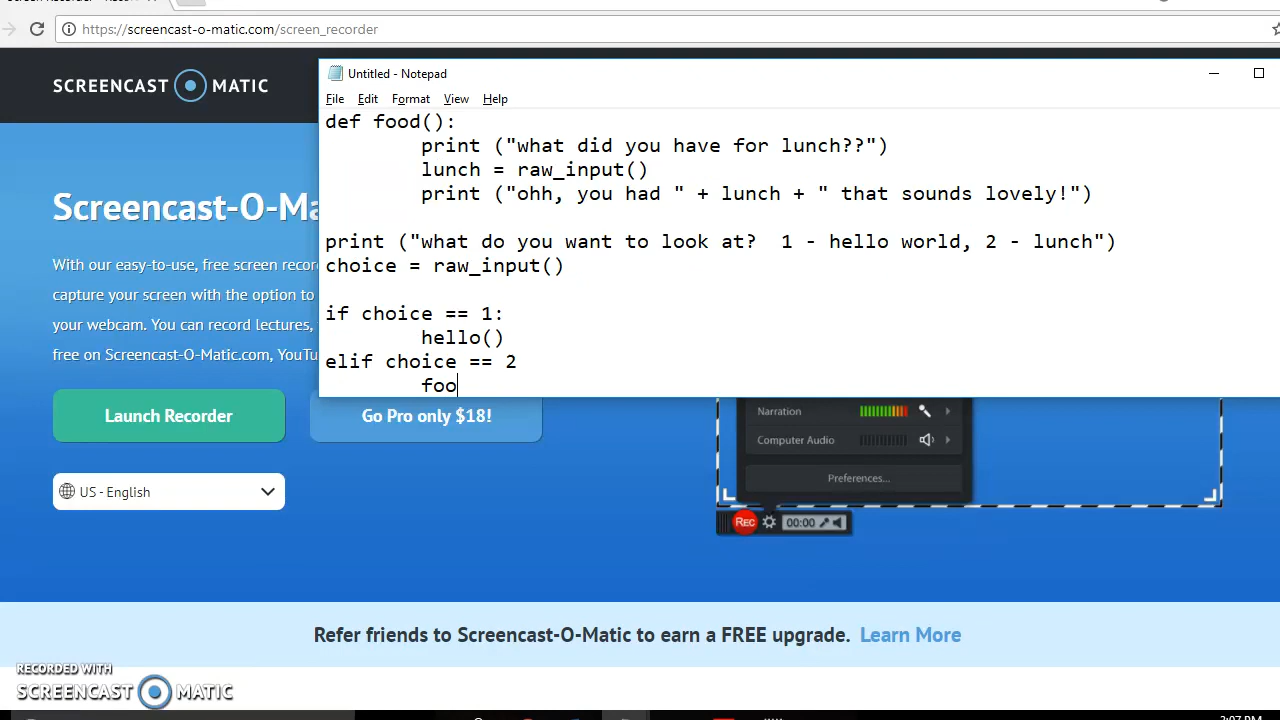 https://screencast-o-matic.com/screen_recorder
SCREENCAST MATIC
Untitled - Notepad
File Edit Format View Help
def food():
print ("what did you have for lunch??")
lunch = raw_input()
print ("ohh, you had " + lunch + " that sounds lovely!")
print ("what do you want to look at?  1 - hello world, 2 - lunch")
choice = raw_input()
if choice == 1:
hello()
elif choice == 2
foo
Screencast-O-Ma
With our easy-to-use, free screen recor
capture your screen with the option to
your webcam. You can record lectures,
free on Screencast-O-Matic.com, YouTu
Launch Recorder
Go Pro only $18!
US - English
Narration
Computer Audio
Preferences...
REC 00:00
Refer friends to Screencast-O-Matic to earn a FREE upgrade. Learn More
RECORDED WITH
SCREENCAST MATIC